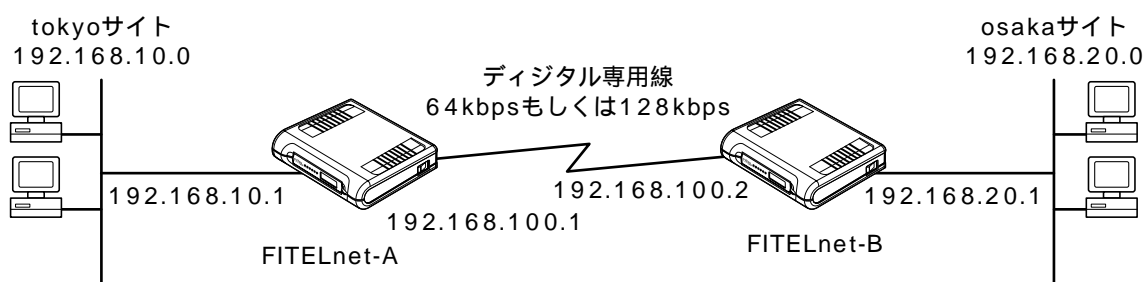 tokyoサイト
192.168.10.0
osakaサイト
192.168.20.0
ディジタル専用線
64kbpsもしくは128kbps
192.168.10.1
192.168.100.1
192.168.100.2
192.168.20.1
FITELnet-A
FITELnet-B